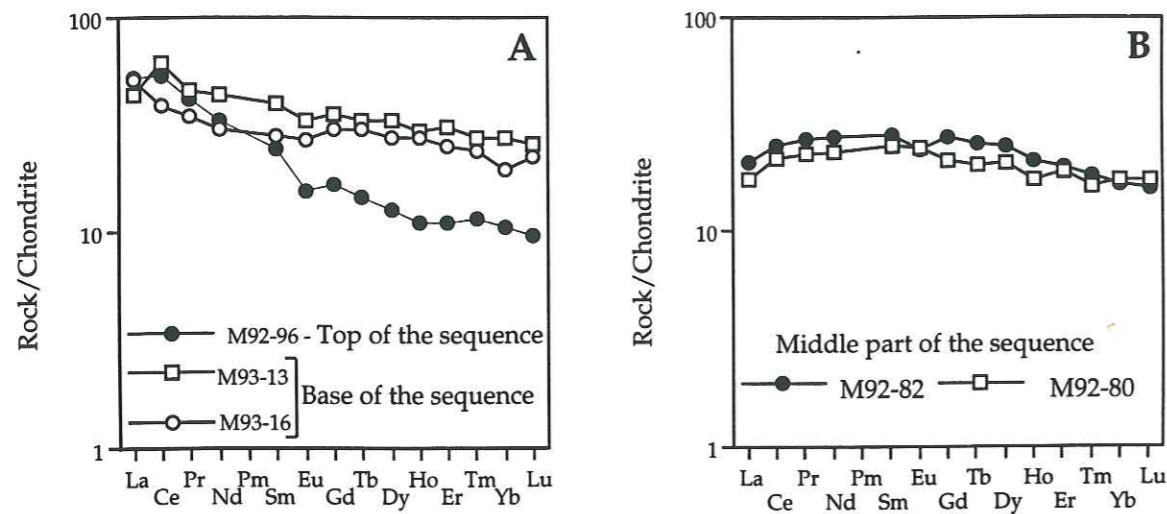 100
A
Rock/Chondrite
10
M92-96 - Top of the sequence
M93-13
Base of the sequence
M93-16
1
La Ce Pr Nd Pm Sm Eu Gd Tb Dy Ho Er Tm Yb Lu
100
B
Rock/Chondrite
10
Middle part of the sequence
M92-82 M92-80
1
La Ce Pr Nd Pm Sm Eu Gd Tb Dy Ho Er Tm Yb Lu